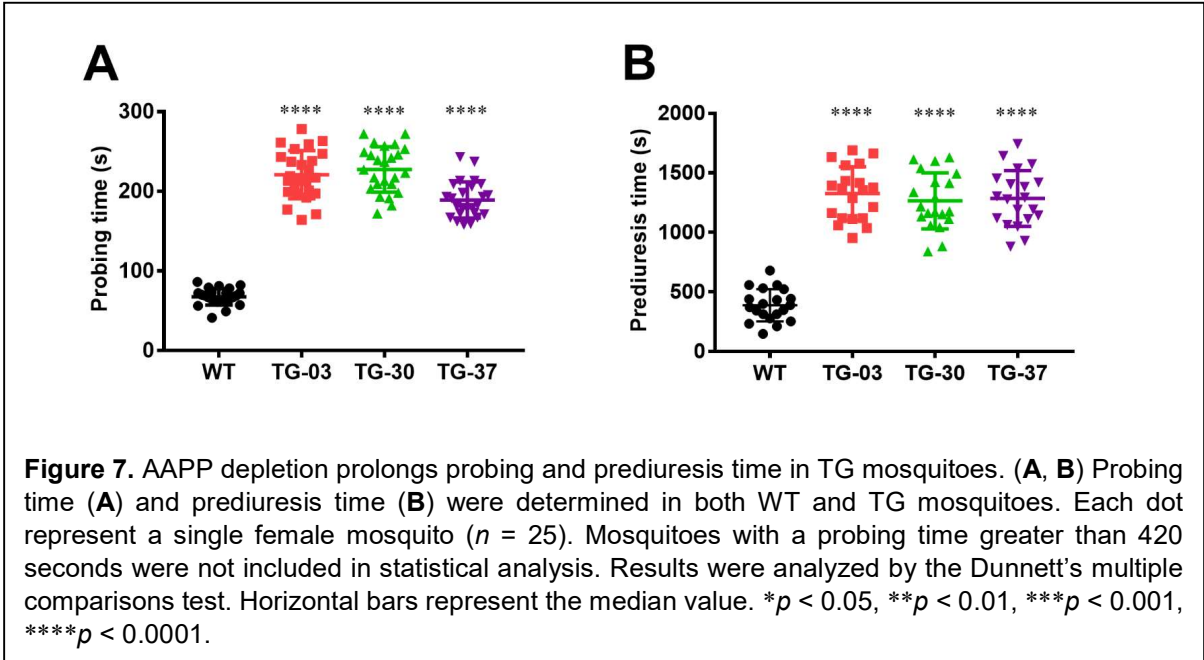 A
B
Probing time (s)
300
200
100
0
**** **** ****
WT TG-03 TG-30 TG-37
Prediuresis time (s)
2000
1500
1000
500
0
**** **** ****
WT TG-03 TG-30 TG-37
Figure 7. AAPP depletion prolongs probing and prediuresis time in TG mosquitoes. (A, B) Probing
time (A) and prediuresis time (B) were determined in both WT and TG mosquitoes. Each dot
represent a single female mosquito (n = 25). Mosquitoes with a probing time greater than 420
seconds were not included in statistical analysis. Results were analyzed by the Dunnett’s multiple
comparisons test. Horizontal bars represent the median value. *p < 0.05, **p < 0.01, ***p < 0.001,
****p < 0.0001.